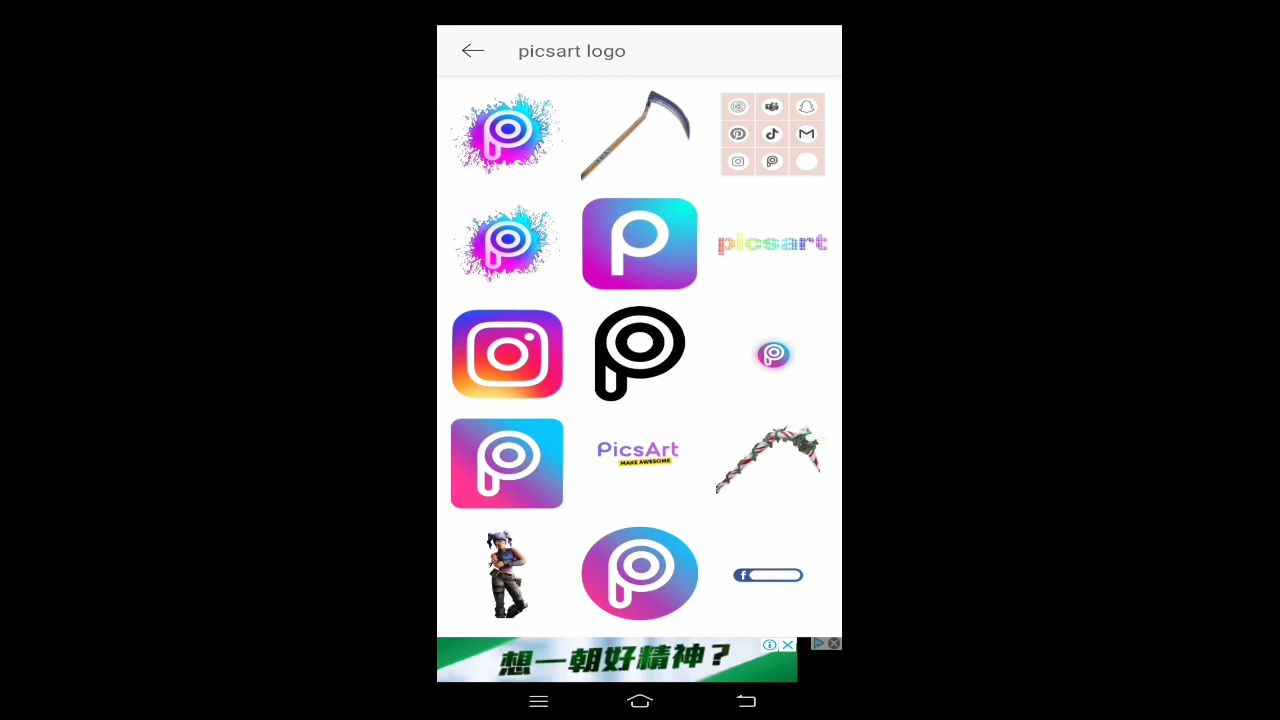 picsart logo
picsart
PicsArt
MAKE AWESOME
想一朝好精神?